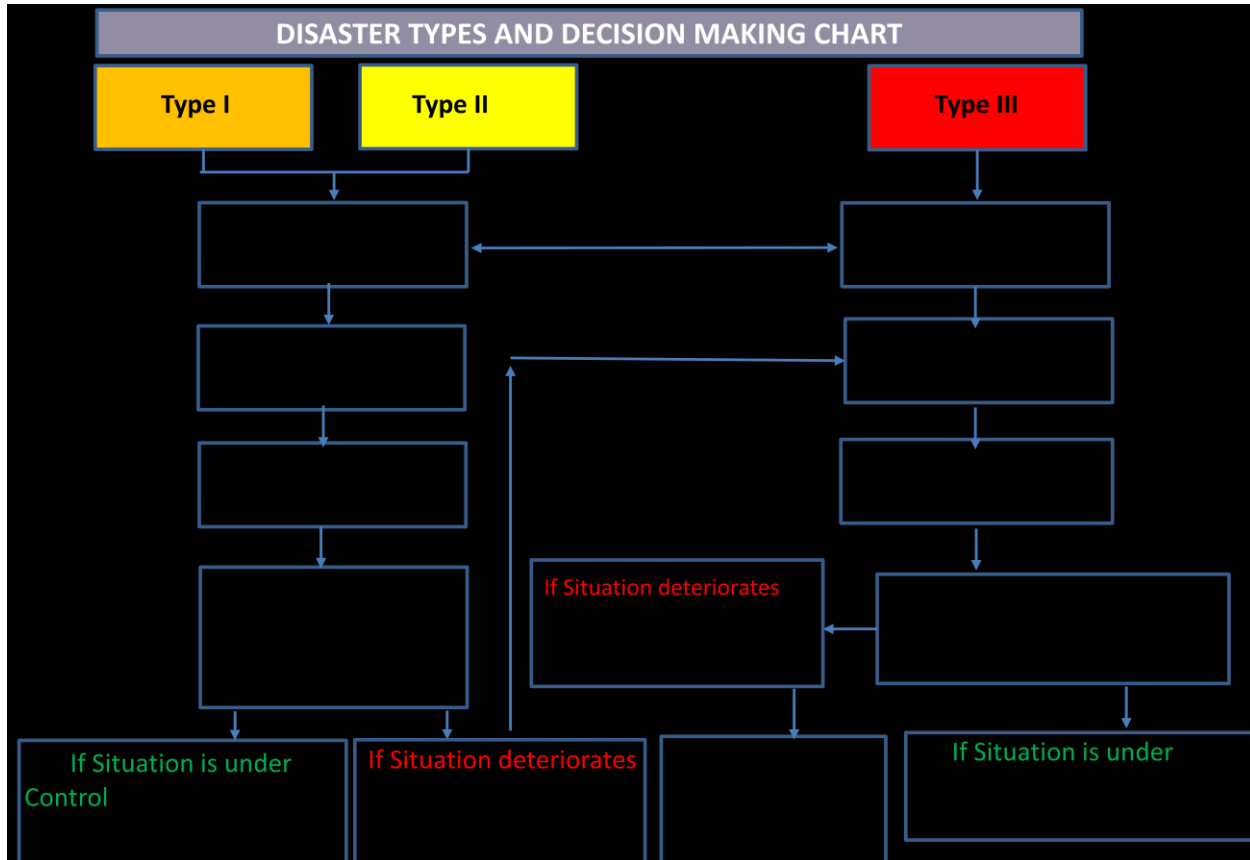 DISASTER TYPES AND DECISION MAKING CHART
Type I
Type II
Type III
If Situation deteriorates
If Situation is under
Control
If Situation deteriorates
If Situation is under